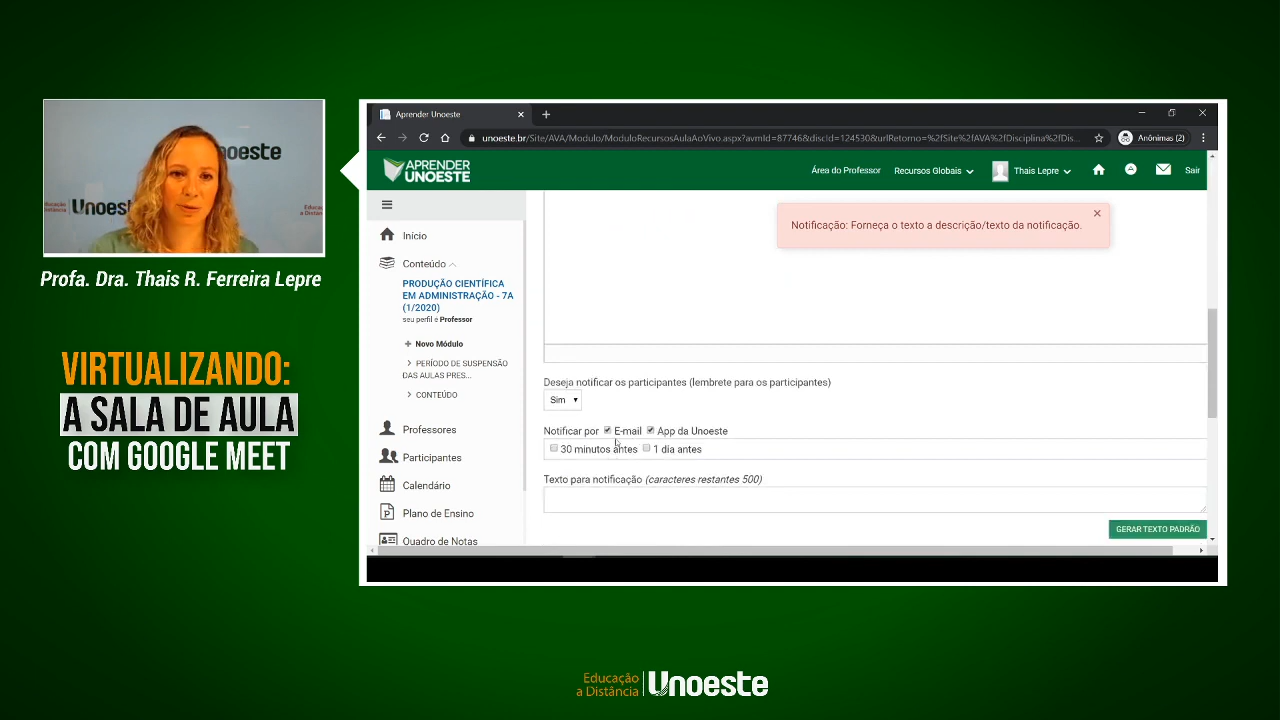 noeste
Unoest
Profa. Dra. Thais R. Ferreira Lepre
VIRTUALIZANDO:
A SALA DE AULA
COM GOOGLE MEET
Aprender Unoeste
unoeste.br/Site/AVA/Modulo/ModuloRecursosAulaAoVivo.aspx?avmId=87746&discId=124530&urlRetorno=%2fSite%2fAVA%2fDisciplina%2fDis...
Anônimas (2)
APRENDER
UNOESTE
Área do Professor Recursos Globais Thais Lepre Sair
Início
Conteúdo
PRODUÇÃO CIENTÍFICA
EM ADMINISTRAÇÃO - 7A
(1/2020)
seu perfil é Professor
+ Novo Módulo
> PERÍODO DE SUSPENSÃO
DAS AULAS PRES...
> CONTEÚDO
Professores
Participantes
Calendário
Plano de Ensino
Quadro de Notas
Notificação: Forneça o texto a descrição/texto da notificação.
Deseja notificar os participantes (lembrete para os participantes)
Sim
Notificar por E-mail App da Unoeste
30 minutos antes 1 dia antes
Texto para notificação (caracteres restantes 500)
GERAR TEXTO PADRÃO
Educação
a Distância
Unoeste